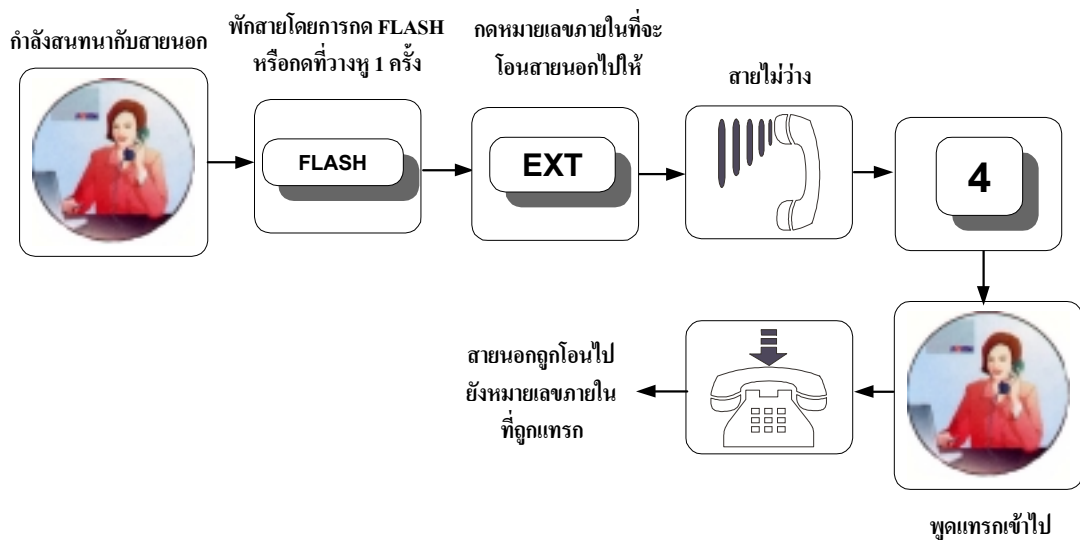 กำลังสนทนากับสายนอก
พักสายโดยการกด FLASH
หรือกดที่วางหู 1 ครั้ง
กดหมายเลขภายในที่จะ
โอนสายนอกไปให้
สายไม่ว่าง
FLASH
EXT
4
พูดแทรกเข้าไป
สายนอกถูกโอนไป
ยังหมายเลขภายใน
ที่ถูกแทรก